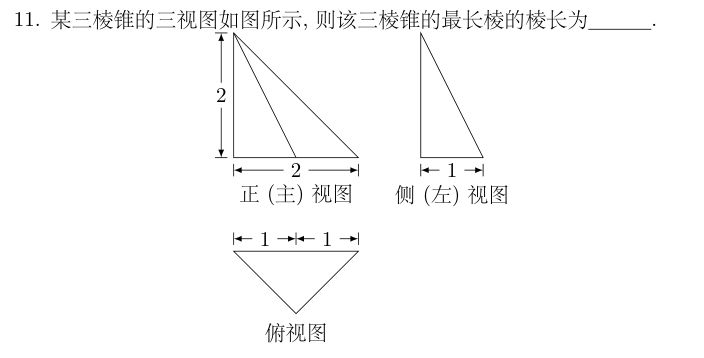 11. 某三棱锥的三视图如图所示, 则该三棱锥的最长棱的棱长为______.
2
2
1
正 (主) 视图
侧 (左) 视图
1
1
俯视图